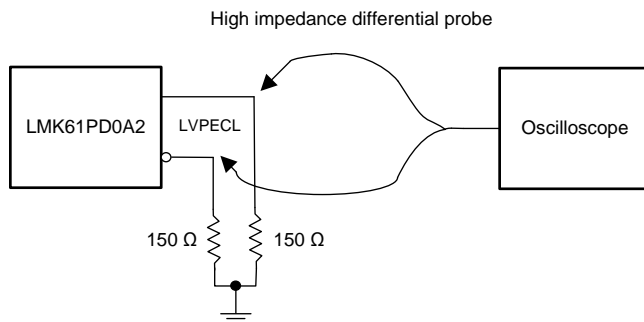 High impedance differential probe
LMK61PD0A2
LVPECL
Oscilloscope
150 Ω
150 Ω